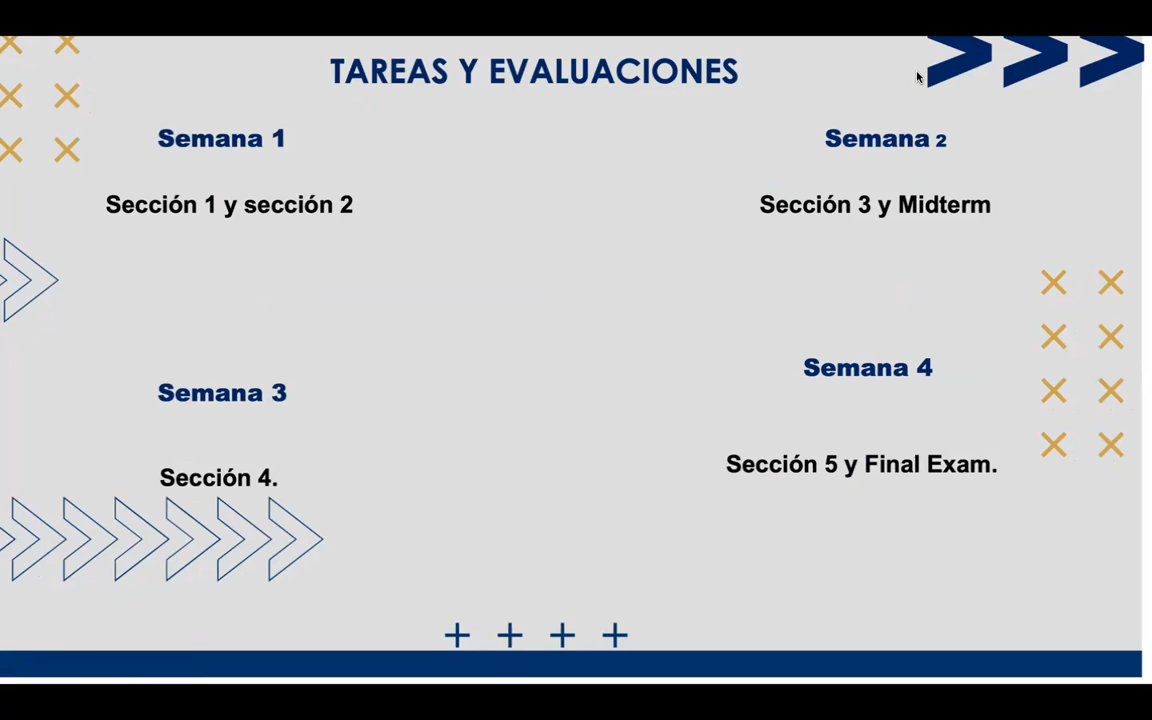 TAREAS Y EVALUACIONES
Semana 1
Sección 1 y sección 2
Semana 2
Sección 3 y Midterm
Semana 3
Sección 4.
Semana 4
Sección 5 y Final Exam.